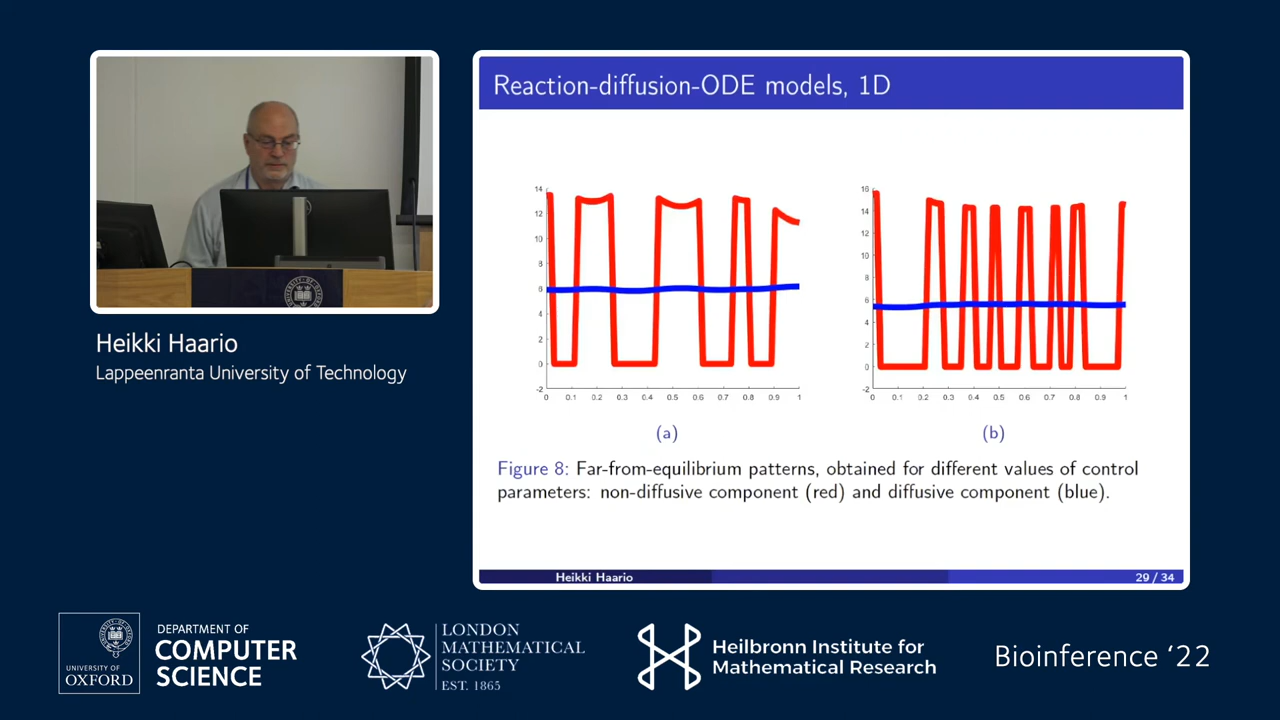 Reaction-diffusion-ODE models, 1D
14
12
10
8
6
4
2
0
-2
0 0.1 0.2 0.3 0.4 0.5 0.6 0.7 0.8 0.9 1
(a)
16
14
12
10
8
6
4
2
0
-2
0 0.1 0.2 0.3 0.4 0.5 0.6 0.7 0.8 0.9 1
(b)
Figure 8: Far-from-equilibrium patterns, obtained for different values of control
parameters: non-diffusive component (red) and diffusive component (blue).
Heikki Haario
29 / 34
Heikki Haario
Lappeenranta University of Technology
UNIVERSITY OF
OXFORD
DEPARTMENT OF
COMPUTER
SCIENCE
LONDON
MATHEMATICAL
SOCIETY
EST. 1865
Heilbronn Institute for
Mathematical Research
Bioinference ‘22